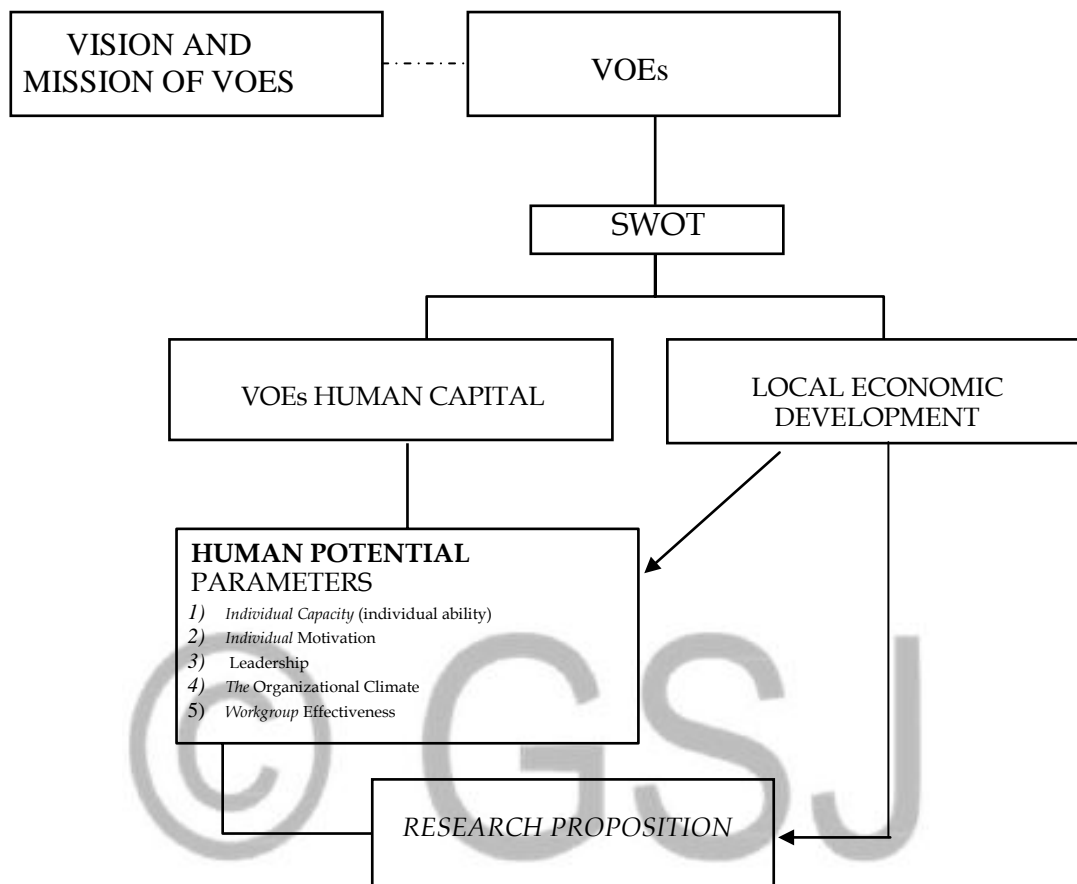 VISION AND
MISSION OF VOES
VOEs
SWOT
VOEs HUMAN CAPITAL
LOCAL ECONOMIC
DEVELOPMENT
HUMAN POTENTIAL
PARAMETERS
1) Individual Capacity (individual ability)
2) Individual Motivation
3) Leadership
4) The Organizational Climate
5) Workgroup Effectiveness
RESEARCH PROPOSITION
© GSJ